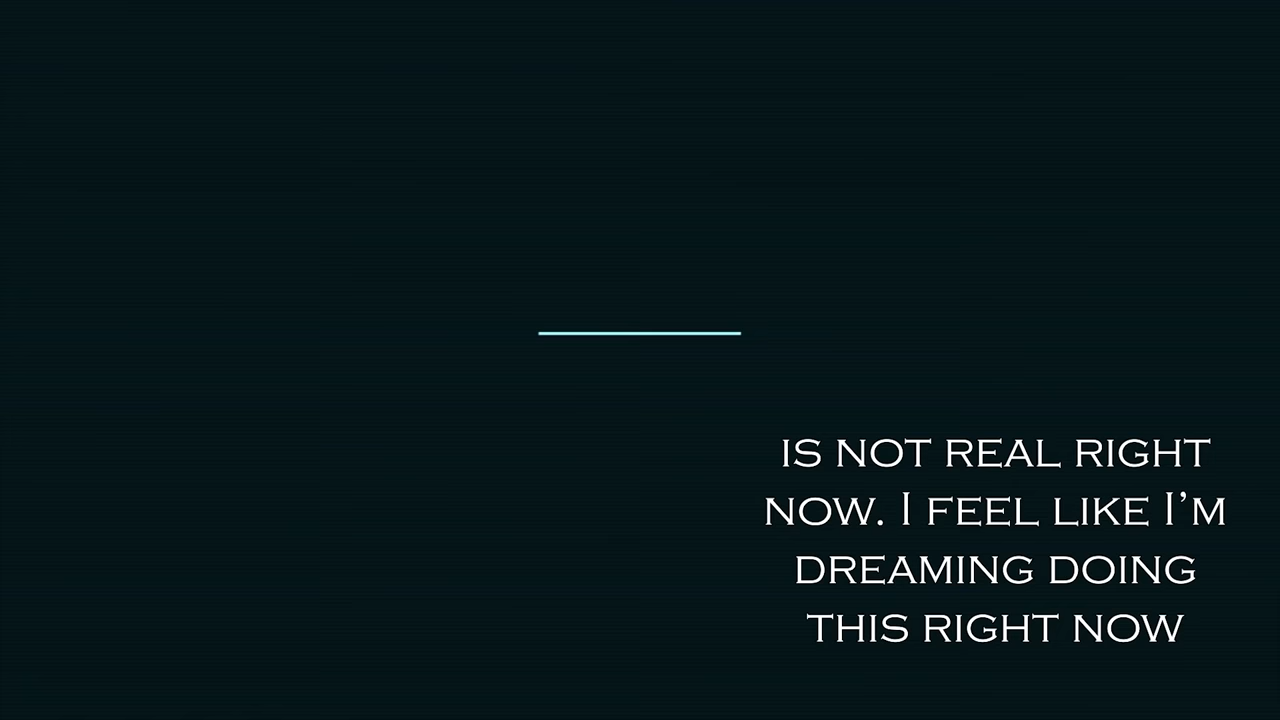 IS NOT REAL RIGHT
NOW. I FEEL LIKE I’M
DREAMING DOING
THIS RIGHT NOW